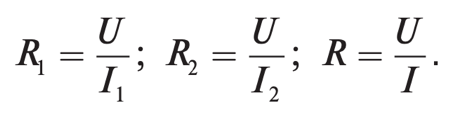 R₁ = U/I₁; R₂ = U/I₂; R = U/I.